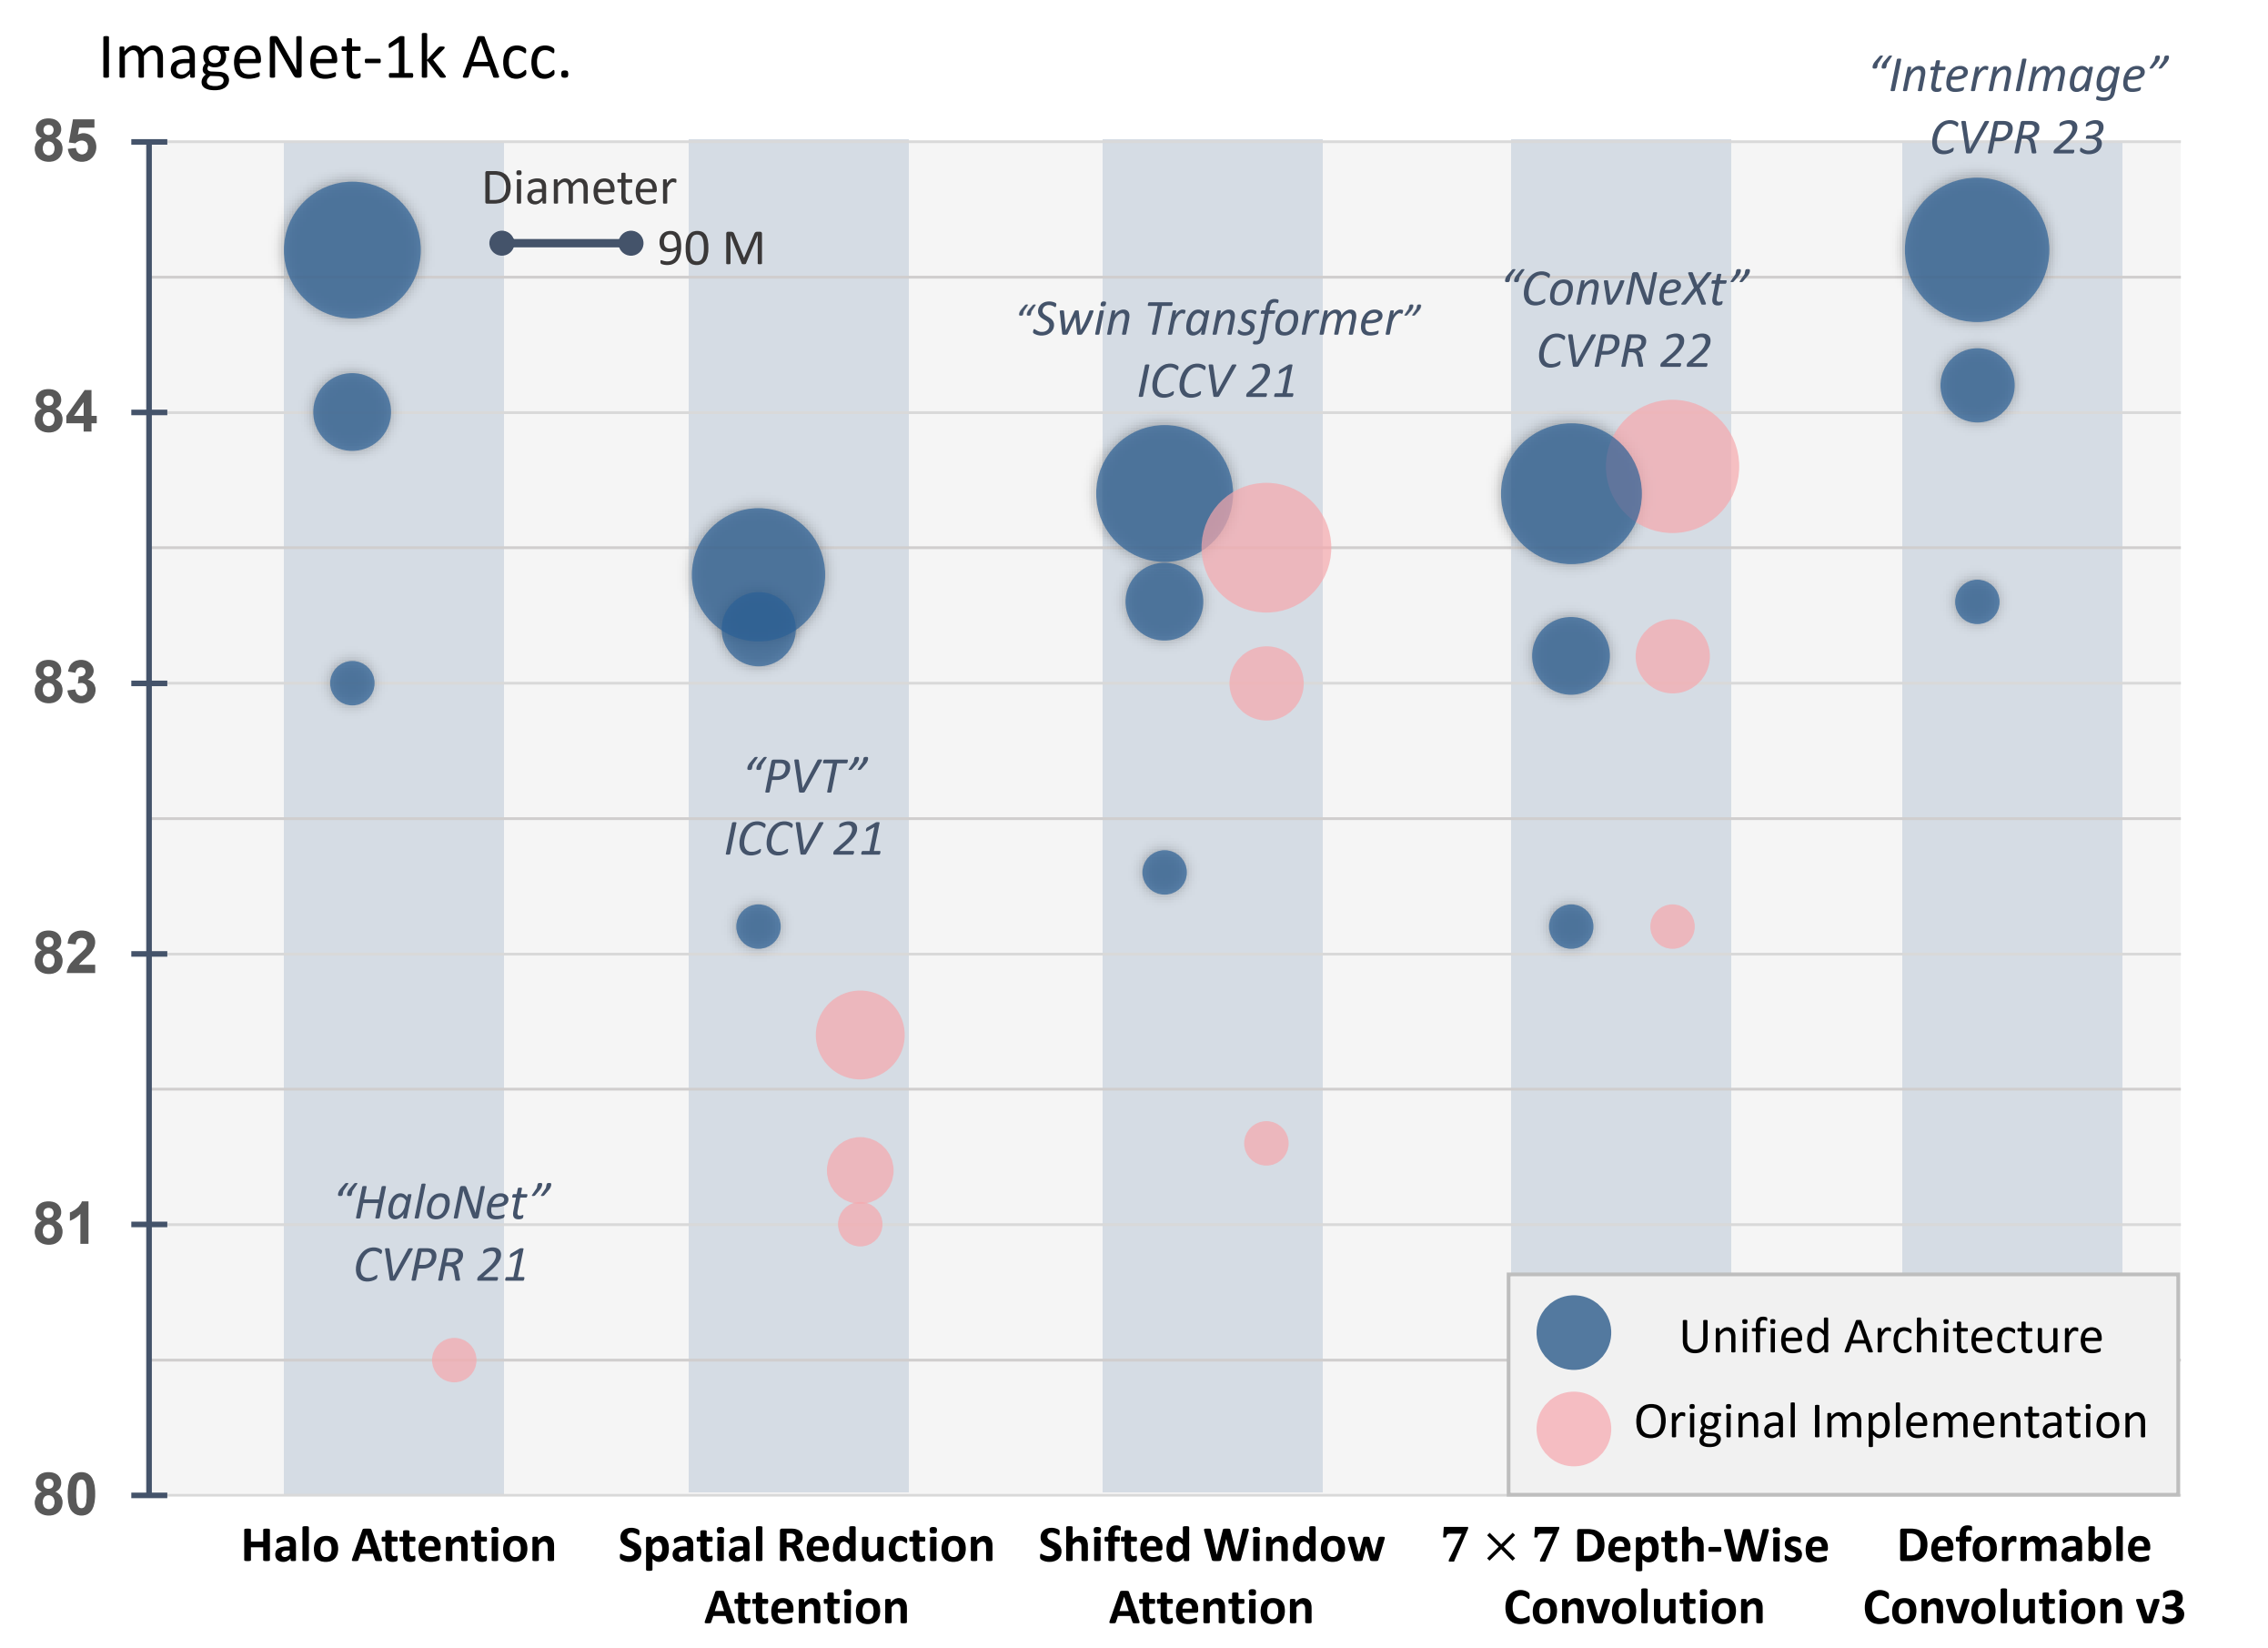 ImageNet-1k Acc.
“InternImage”
CVPR 23
85
Diameter
90 M
“ConvNeXt”
CVPR 22
“Swin Transformer”
ICCV 21
84
83
“PVT”
ICCV 21
82
81
“HaloNet”
CVPR 21
Unified Architecture
Original Implementation
80
Halo Attention
Spatial Reduction
Attention
Shifted Window
Attention
7 × 7 Depth-Wise
Convolution
Deformable
Convolution v3